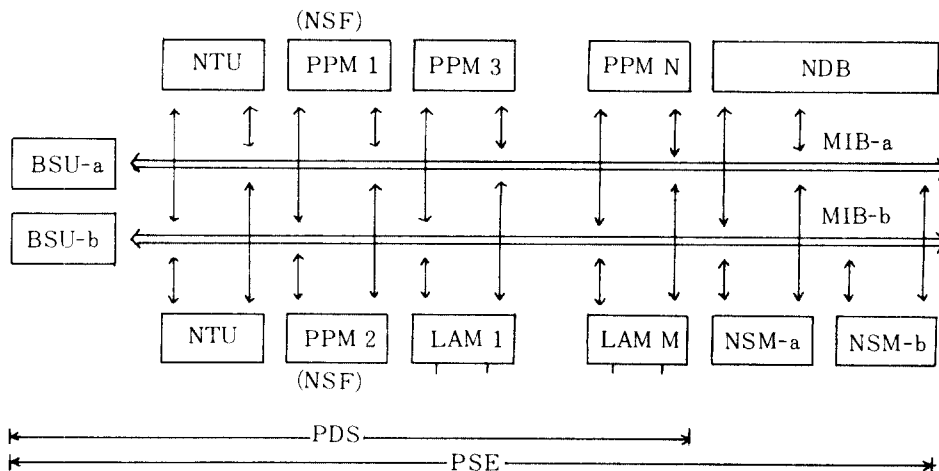 (NSF)
NTU PPM 1 PPM 3 PPM N NDB
MIB-a
BSU-a
MIB-b
BSU-b
NTU PPM 2 LAM 1 LAM M NSM-a NSM-b
(NSF)
PDS
PSE